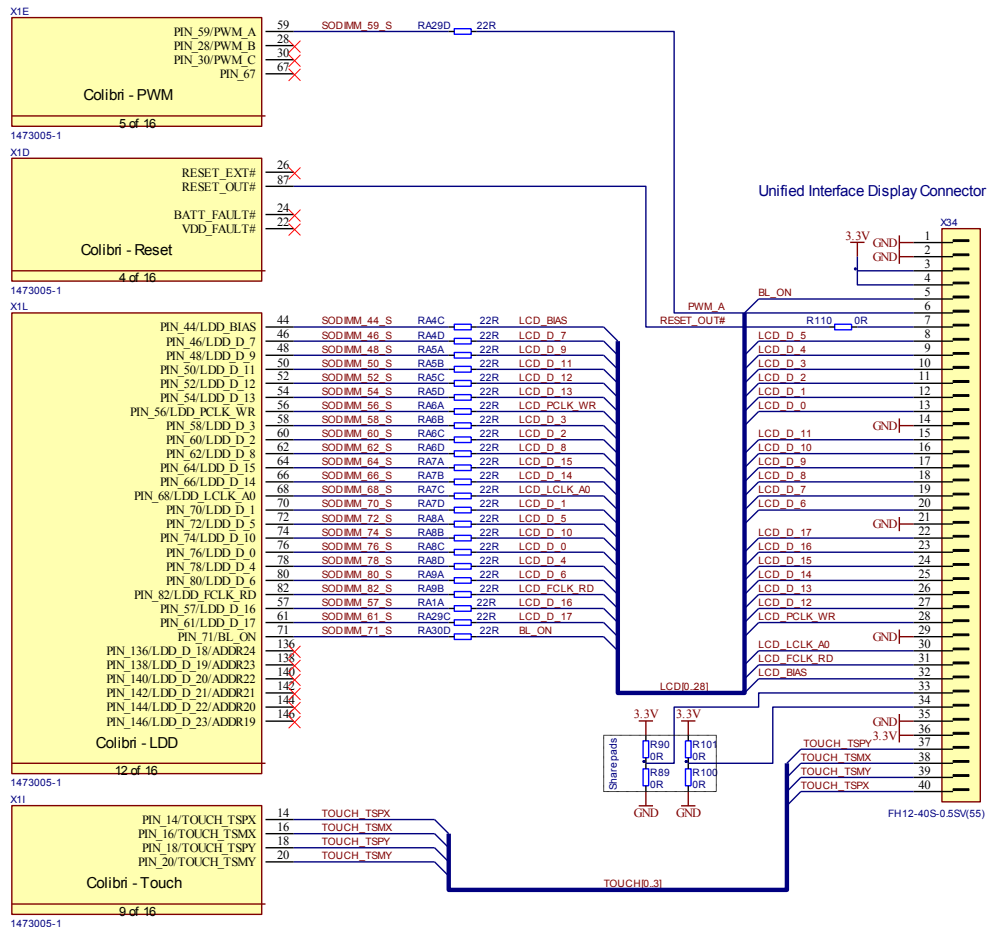 X1E
PIN_59/PWM_A 59 SODIMM_59_S RA29D 22R
PIN_28/PWM_B 28
PIN_30/PWM_C 30
PIN_67 67
Colibri - PWM
5 of 16
1473005-1
X1D
RESET_EXT# 26
RESET_OUT# 87
BATT_FAULT# 24
VDD_FAULT# 22
Colibri - Reset
4 of 16
1473005-1
X1L
PIN_44/LDD_BIAS 44 SODIMM_44_S RA4C 22R LCD_BIAS
PIN_46/LDD_D_7 46 SODIMM_46_S RA4D 22R LCD_D_7
PIN_48/LDD_D_9 48 SODIMM_48_S RA5A 22R LCD_D_9
PIN_50/LDD_D_11 50 SODIMM_50_S RA5B 22R LCD_D_11
PIN_52/LDD_D_12 52 SODIMM_52_S RA5C 22R LCD_D_12
PIN_54/LDD_D_13 54 SODIMM_54_S RA5D 22R LCD_D_13
PIN_56/LDD_PCLK_WR 56 SODIMM_56_S RA6A 22R LCD_PCLK_WR
PIN_58/LDD_D_3 58 SODIMM_58_S RA6B 22R LCD_D_3
PIN_60/LDD_D_2 60 SODIMM_60_S RA6C 22R LCD_D_2
PIN_62/LDD_D_8 62 SODIMM_62_S RA6D 22R LCD_D_8
PIN_64/LDD_D_15 64 SODIMM_64_S RA7A 22R LCD_D_15
PIN_66/LDD_D_14 66 SODIMM_66_S RA7B 22R LCD_D_14
PIN_68/LDD_LCLK_A0 68 SODIMM_68_S RA7C 22R LCD_LCLK_A0
PIN_70/LDD_D_1 70 SODIMM_70_S RA7D 22R LCD_D_1
PIN_72/LDD_D_5 72 SODIMM_72_S RA8A 22R LCD_D_5
PIN_74/LDD_D_10 74 SODIMM_74_S RA8B 22R LCD_D_10
PIN_76/LDD_D_0 76 SODIMM_76_S RA8C 22R LCD_D_0
PIN_78/LDD_D_4 78 SODIMM_78_S RA8D 22R LCD_D_4
PIN_80/LDD_D_6 80 SODIMM_80_S RA9A 22R LCD_D_6
PIN_82/LDD_FCLK_RD 82 SODIMM_82_S RA9B 22R LCD_FCLK_RD
PIN_57/LDD_D_16 57 SODIMM_57_S RA1A 22R LCD_D_16
PIN_61/LDD_D_17 61 SODIMM_61_S RA29C 22R LCD_D_17
PIN_71/BL_ON 71 SODIMM_71_S RA30D 22R BL_ON
PIN_136/LDD_D_18/ADDR24 136
PIN_138/LDD_D_19/ADDR23 138
PIN_140/LDD_D_20/ADDR22 140
PIN_142/LDD_D_21/ADDR21 142
PIN_144/LDD_D_22/ADDR20 144
PIN_146/LDD_D_23/ADDR19 146
Colibri - LDD
12 of 16
1473005-1
LCD[0..28]
X1I
PIN_14/TOUCH_TSPX 14 TOUCH_TSPX
PIN_16/TOUCH_TSMX 16 TOUCH_TSMX
PIN_18/TOUCH_TSPY 18 TOUCH_TSPY
PIN_20/TOUCH_TSMY 20 TOUCH_TSMY
Colibri - Touch
9 of 16
1473005-1
TOUCH[0..3]
3.3V 3.3V
Sharepads
R90 R101
0R 0R
R89 R100
0R 0R
GND GND
Unified Interface Display Connector
X34
3.3V GND 1
GND 2
3
4
BL_ON 5
PWM_A 6
RESET_OUT# R110 0R 7
LCD_D_5 8
LCD_D_4 9
LCD_D_3 10
LCD_D_2 11
LCD_D_1 12
LCD_D_0 13
GND 14
LCD_D_11 15
LCD_D_10 16
LCD_D_9 17
LCD_D_8 18
LCD_D_7 19
LCD_D_6 20
GND 21
LCD_D_17 22
LCD_D_16 23
LCD_D_15 24
LCD_D_14 25
LCD_D_13 26
LCD_D_12 27
LCD_PCLK_WR 28
GND 29
LCD_LCLK_A0 30
LCD_FCLK_RD 31
LCD_BIAS 32
33
34
GND 35
3.3V 36
TOUCH_TSPY 37
TOUCH_TSMX 38
TOUCH_TSMY 39
TOUCH_TSPX 40
FH12-40S-0.5SV(55)